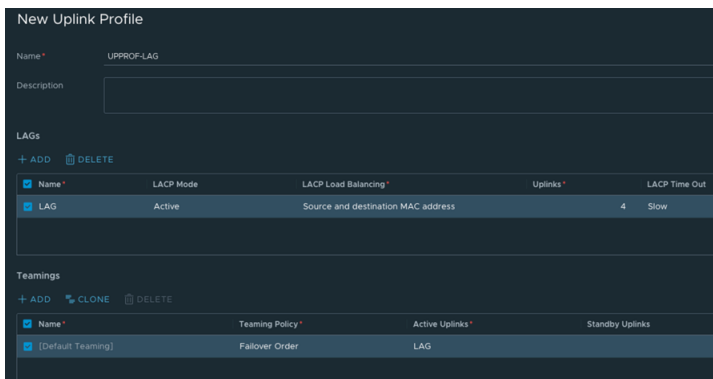 New Uplink Profile
Name* UPPROF-LAG
Description
LAGs
+ ADD DELETE
Name* LACP Mode LACP Load Balancing* Uplinks* LACP Time Out
LAG Active Source and destination MAC address 4 Slow
Teamings
+ ADD CLONE DELETE
Name* Teaming Policy* Active Uplinks* Standby Uplinks
[Default Teaming] Failover Order LAG